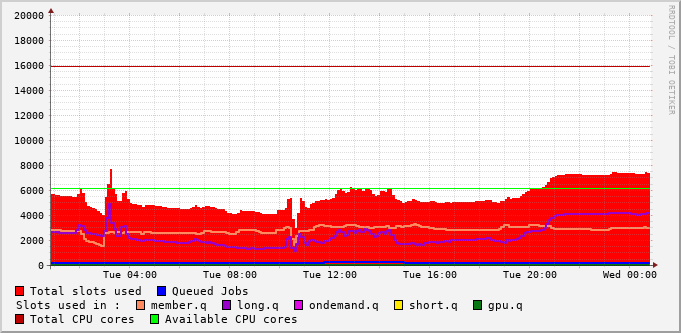 20000
18000
16000
14000
12000
10000
8000
6000
4000
2000
0
Tue 04:00 Tue 08:00 Tue 12:00 Tue 16:00 Tue 20:00 Wed 00:00
Total slots used Queued Jobs
Slots used in : member.q long.q ondemand.q short.q gpu.q
Total CPU cores Available CPU cores
RRDTOOL / TOBI OETIKER